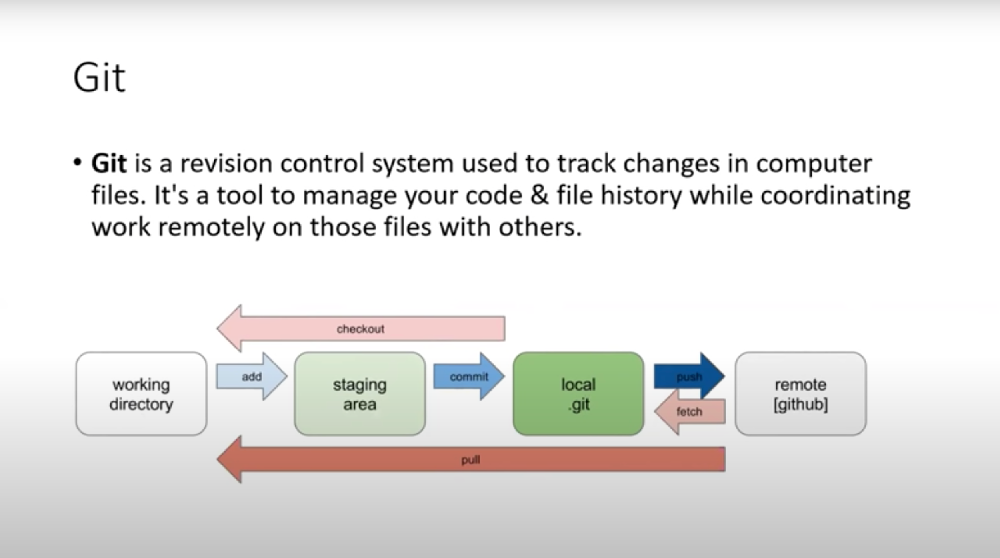 Git
• Git is a revision control system used to track changes in computer
files. It's a tool to manage your code & file history while coordinating
work remotely on those files with others.
checkout
working
directory
add
staging
area
commit
local
.git
push
fetch
remote
[github]
pull